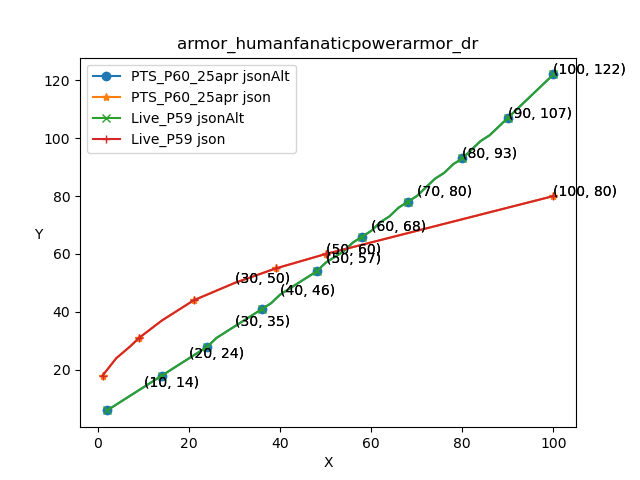 armor_humanfanaticpowerarmor_dr
PTS_P60_25apr jsonAlt
PTS_P60_25apr json
Live_P59 jsonAlt
Live_P59 json
(100, 122)
(90, 107)
(80, 93)
(100, 80)
(70, 80)
(60, 68)
(50, 60)
(50, 57)
(30, 50)
(40, 46)
(30, 35)
(20, 24)
(10, 14)
120
100
80
60
40
20
Y
0 20 40 60 80 100
X